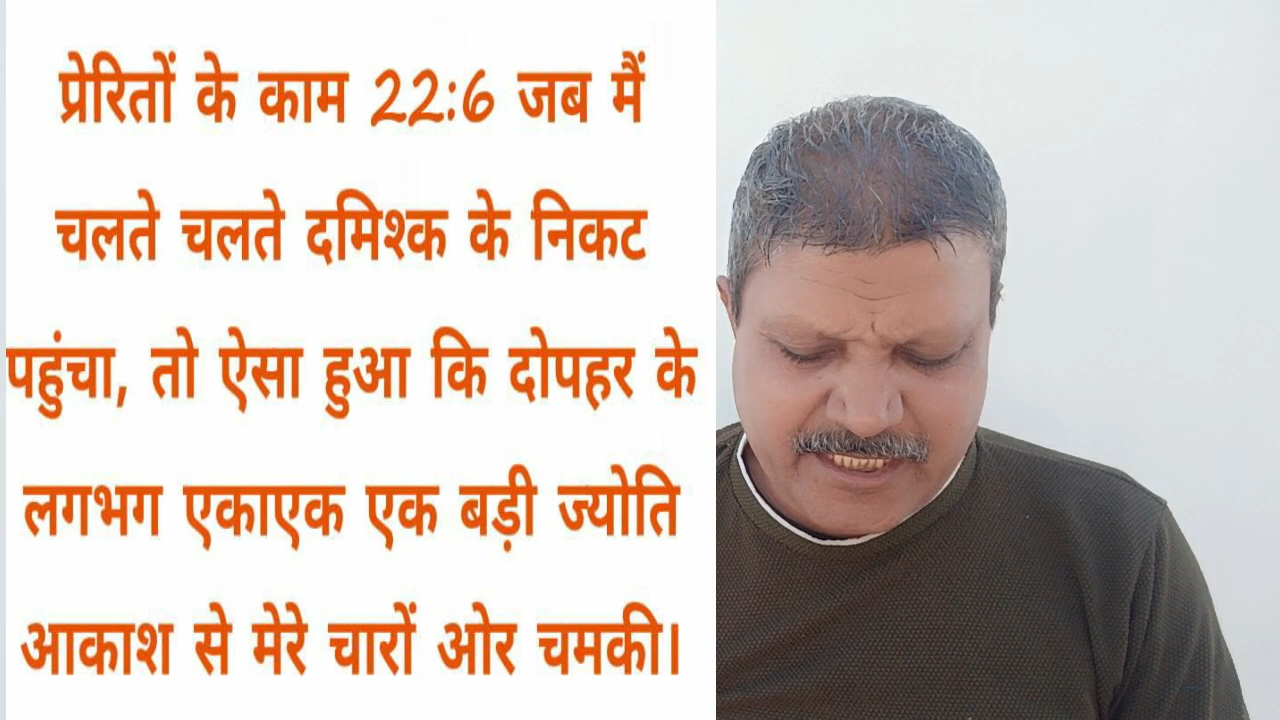 प्रेरितों के काम 22:6 जब मैं
चलते चलते दमिश्क के निकट
पहुंचा, तो ऐसा हुआ कि दोपहर के
लगभग एकाएक एक बड़ी ज्योति
आकाश से मेरे चारों ओर चमकी।